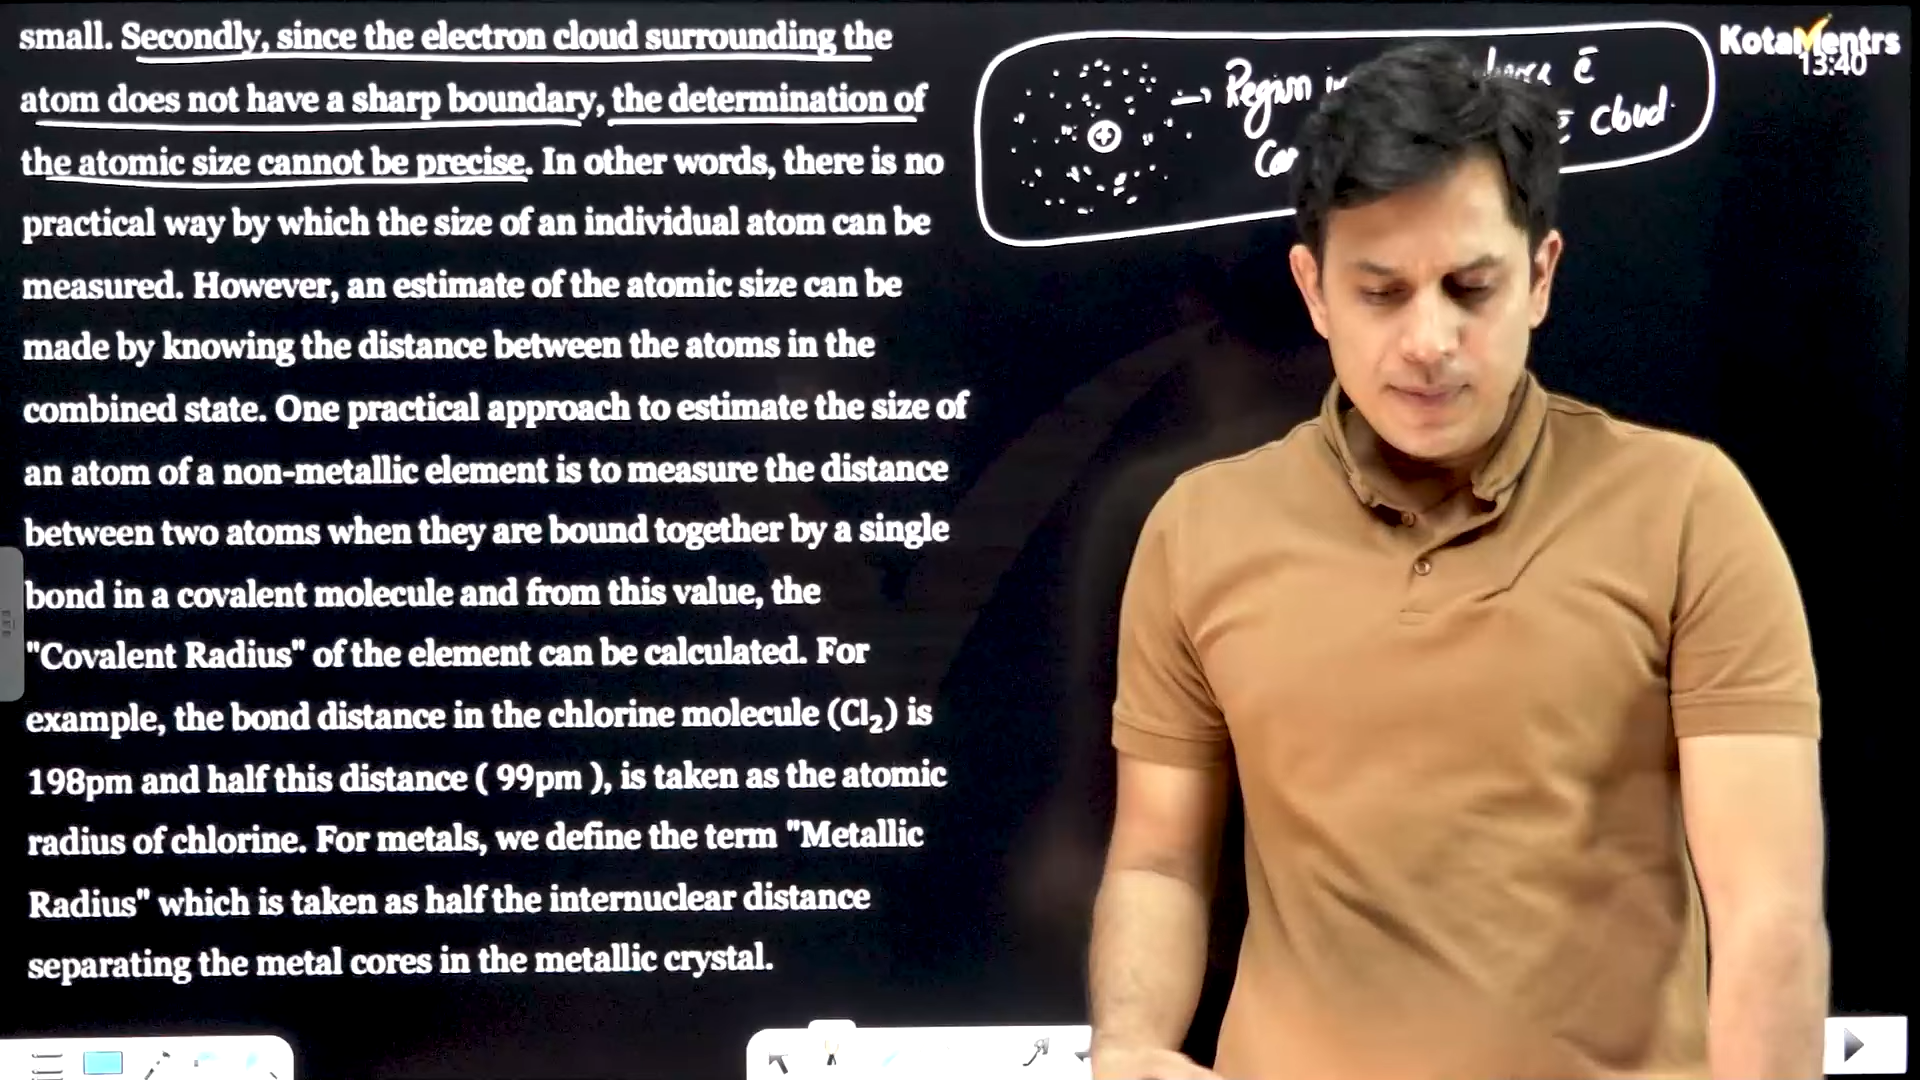 small. Secondly, since the electron cloud surrounding the
atom does not have a sharp boundary, the determination of
the atomic size cannot be precise. In other words, there is no
practical way by which the size of an individual atom can be
measured. However, an estimate of the atomic size can be
made by knowing the distance between the atoms in the
combined state. One practical approach to estimate the size of
an atom of a non-metallic element is to measure the distance
between two atoms when they are bound together by a single
bond in a covalent molecule and from this value, the
"Covalent Radius" of the element can be calculated. For
example, the bond distance in the chlorine molecule (Cl₂) is
198pm and half this distance ( 99pm ), is taken as the atomic
radius of chlorine. For metals, we define the term "Metallic
Radius" which is taken as half the internuclear distance
separating the metal cores in the metallic crystal.
+ → Region ē
cloud
KotaMentrs
13:40